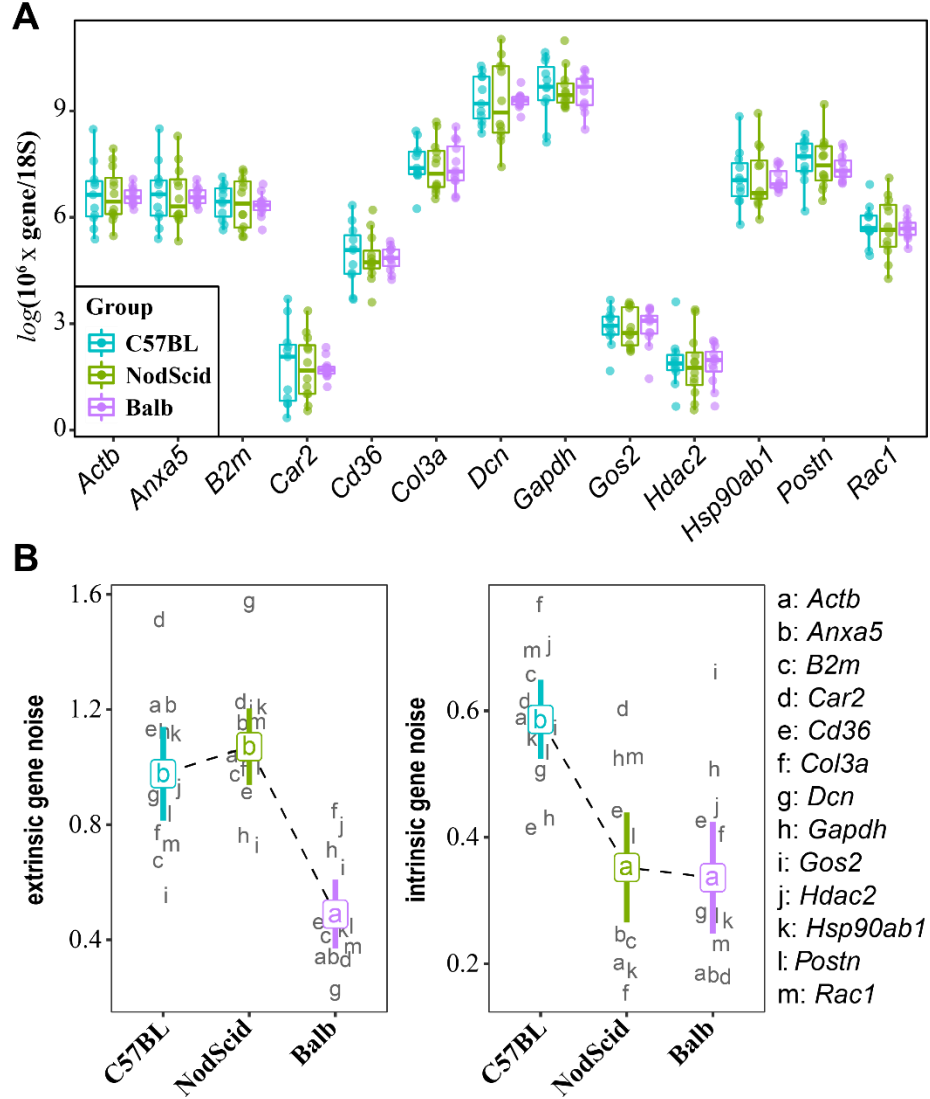 A
log(10⁶ x gene/18S)
9
6
3
0
Group
C57BL
NodScid
Balb
Actb
Anxa5
B2m
Car2
Cd36
Col3a
Dcn
Gapdh
Gos2
Hdac2
Hsp90ab1
Postn
Rac1
B
extrinsic gene noise
1.6
1.2
0.8
0.4
g
d
a b
d i k
e k
b m
b
b
g j
e
f l
m
h
i
c
i
f
j
h
i
a
e k l
c m
a b d
g
C57BL
NodScid
Balb
intrinsic gene noise
0.6
0.4
0.2
f
j
m
c
i
d
d
a b i
k
l
h m
g
j
h
e
e
e
f
l
a
a
g l k
b c
m
a k
a b d
f
C57BL
NodScid
Balb
a: Actb
b: Anxa5
c: B2m
d: Car2
e: Cd36
f: Col3a
g: Dcn
h: Gapdh
i: Gos2
j: Hdac2
k: Hsp90ab1
l: Postn
m: Rac1